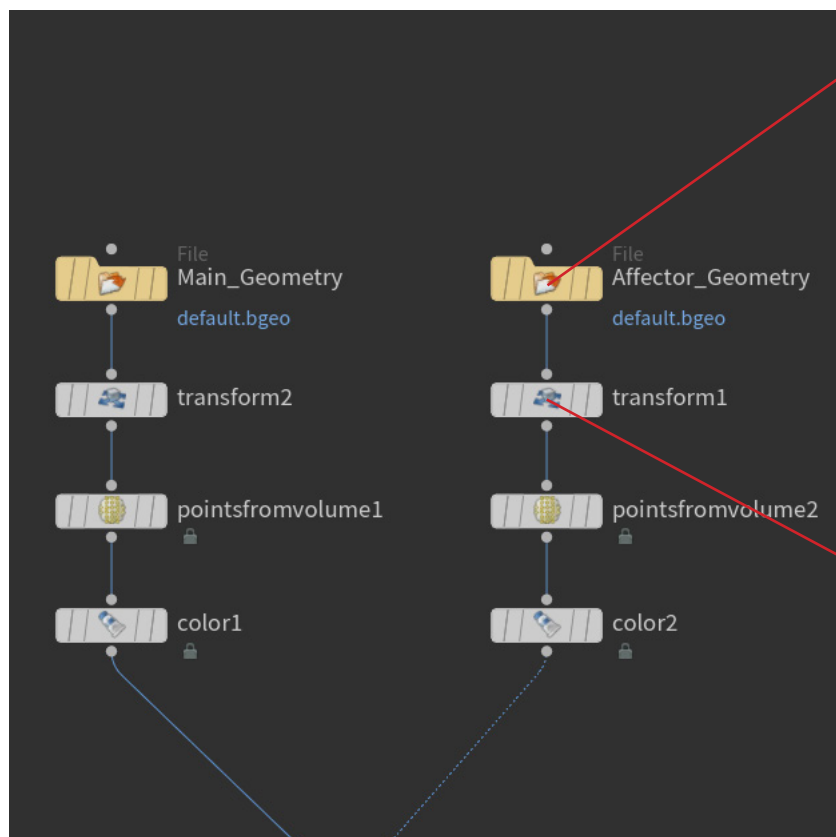 File
Main_Geometry
default.bgeo
transform2
pointsfromvolume1
color1
File
Affector_Geometry
default.bgeo
transform1
pointsfromvolume2
color2